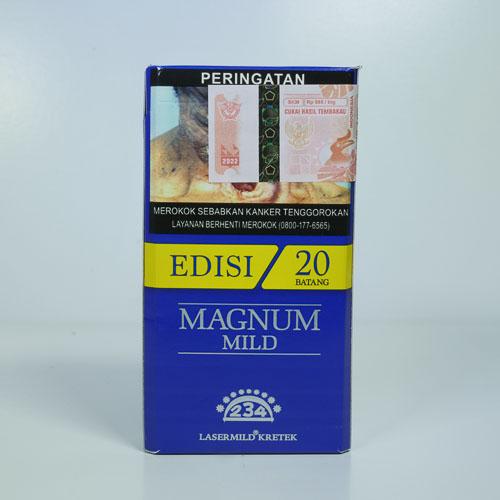 PERINGATAN
2022
CUKAI HASIL TEMBAKAU
INDONESIA
MEROKOK SEBABKAN KANKER TENGGOROKAN
LAYANAN BERHENTI MEROKOK (0800-177-6565)
EDISI 20
BATANG
MAGNUM
MILD
234
LASERMILD® KRETEK